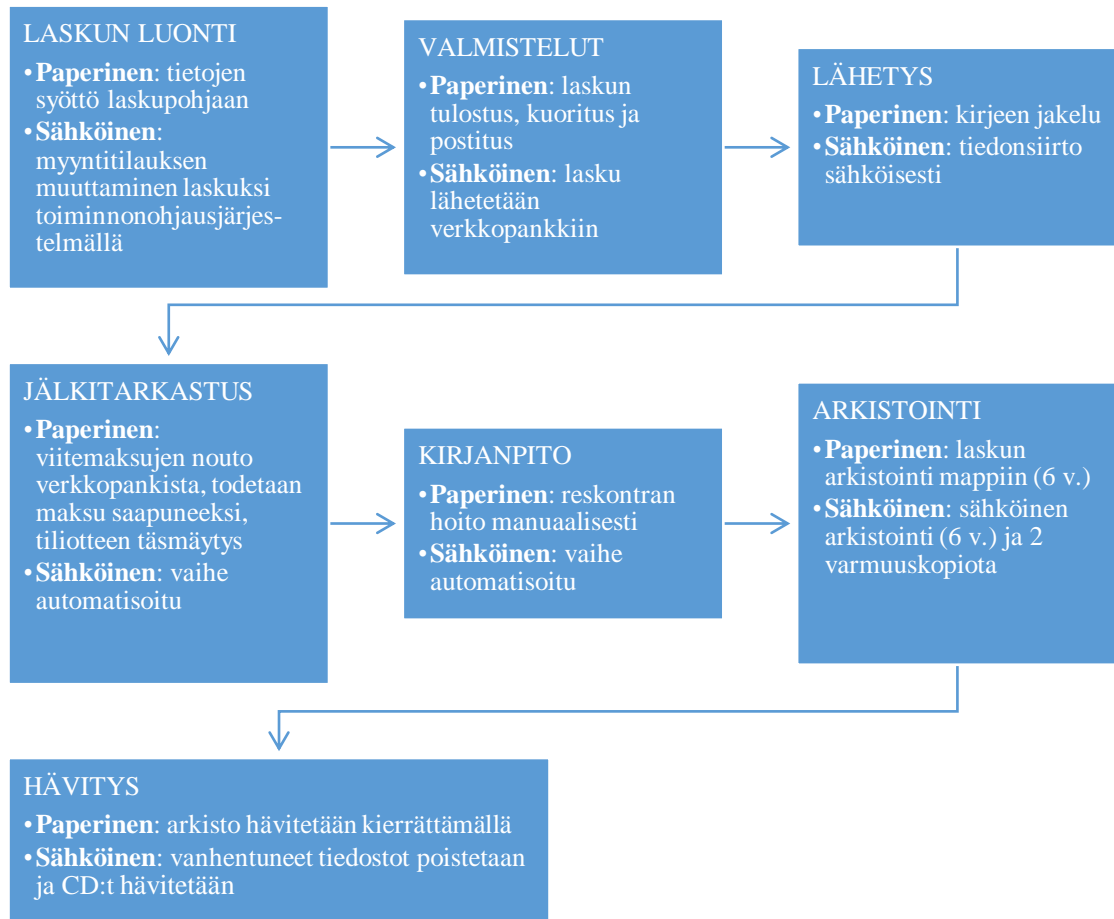 LASKUN LUONTI
•Paperinen: tietojen
syöttö laskupohjaan
•Sähköinen:
myyntitilauksen
muuttaminen laskuksi
toiminnonohjausjärjes-
telmällä
VALMISTELUT
•Paperinen: laskun
tulostus, kuoritus ja
postitus
•Sähköinen: lasku
lähetetään
verkkopankkiin
LÄHETYS
•Paperinen: kirjeen jakelu
•Sähköinen: tiedonsiirto
sähköisesti
JÄLKITARKASTUS
•Paperinen:
viitemaksujen nouto
verkkopankista, todetaan
maksu saapuneeksi,
tiliotteen täsmäytys
•Sähköinen: vaihe
automatisoitu
KIRJANPITO
•Paperinen: reskontran
hoito manuaalisesti
•Sähköinen: vaihe
automatisoitu
ARKISTOINTI
•Paperinen: laskun
arkistointi mappiin (6 v.)
•Sähköinen: sähköinen
arkistointi (6 v.) ja 2
varmuuskopiota
HÄVITYS
•Paperinen: arkisto hävitetään kierrättämällä
•Sähköinen: vanhentuneet tiedostot poistetaan
ja CD:t hävitetään